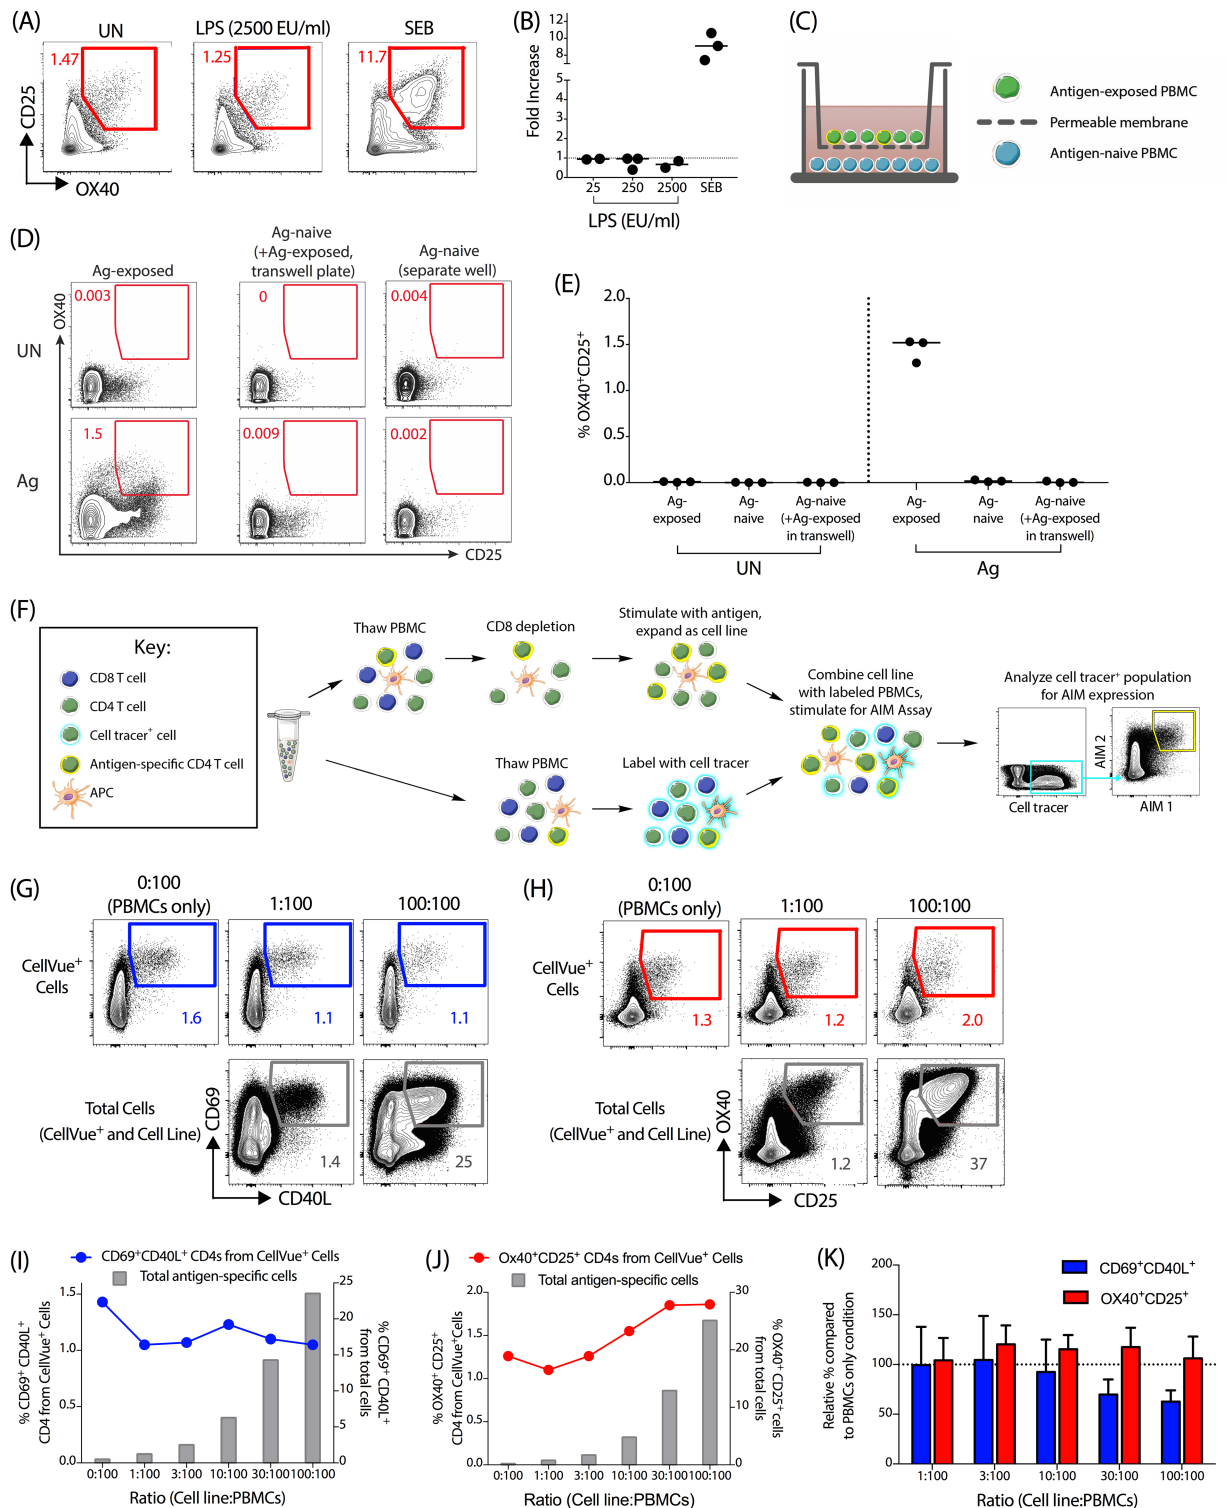 (A)
UN
LPS (2500 EU/ml)
SEB
1.47
1.25
11.7
CD25
OX40
(B)
Fold Increase
12
10
8
6
5
4
3
2
1
0
25
250
2500
SEB
LPS (EU/ml)
(C)
Antigen-exposed PBMC
Permeable membrane
Antigen-naive PBMC
(D)
Ag-exposed
Ag-naive
(+Ag-exposed,
transwell plate)
Ag-naive
(separate well)
OX40
UN
0.003
0
0.004
Ag
1.5
0.009
0.002
CD25
(E)
% OX40+CD25+
2.0
1.5
1.0
0.5
0.0
Ag-
exposed
Ag-
naive
Ag-naive
(+Ag-exposed
in transwell)
Ag-
exposed
Ag-
naive
Ag-naive
(+Ag-exposed
in transwell)
UN
Ag
(F)
Key:
CD8 T cell
CD4 T cell
Cell tracer+ cell
Antigen-specific CD4 T cell
APC
Thaw PBMC
CD8 depletion
Stimulate with antigen,
expand as cell line
Thaw PBMC
Label with cell tracer
Combine cell line
with labeled PBMCs,
stimulate for AIM Assay
Analyze cell tracer+ population
for AIM expression
Cell tracer
AIM 2
AIM 1
(G)
0:100
(PBMCs only)
1:100
100:100
CellVue+
Cells
1.6
1.1
1.1
Total Cells
(CellVue+ and Cell Line)
CD69
1.4
25
CD40L
(H)
0:100
(PBMCs only)
1:100
100:100
CellVue+
Cells
1.3
1.2
2.0
Total Cells
(CellVue+ and Cell Line)
OX40
1.2
37
CD25
(I)
CD69+CD40L+ CD4s from CellVue+ Cells
Total antigen-specific cells
% CD69+ CD40L+
CD4 from CellVue+ Cells
1.5
1.0
0.5
0.0
25
20
15
10
5
0
% CD69+ CD40L+
from total cells
0:100
1:100
3:100
10:100
30:100
100:100
Ratio (Cell line:PBMCs)
(J)
Ox40+CD25+ CD4s from CellVue+ Cells
Total antigen-specific cells
% OX40+ CD25+
CD4 from CellVue+Cells
2.0
1.5
1.0
0.5
0.0
30
20
10
0
% OX40+ CD25+ cells
from total cells
0:100
1:100
3:100
10:100
30:100
100:100
Ratio (Cell line:PBMCs)
(K)
CD69+CD40L+
OX40+CD25+
Relative % compared
to PBMCs only condition
200
150
100
50
0
1:100
3:100
10:100
30:100
100:100
Ratio (Cell line:PBMCs)